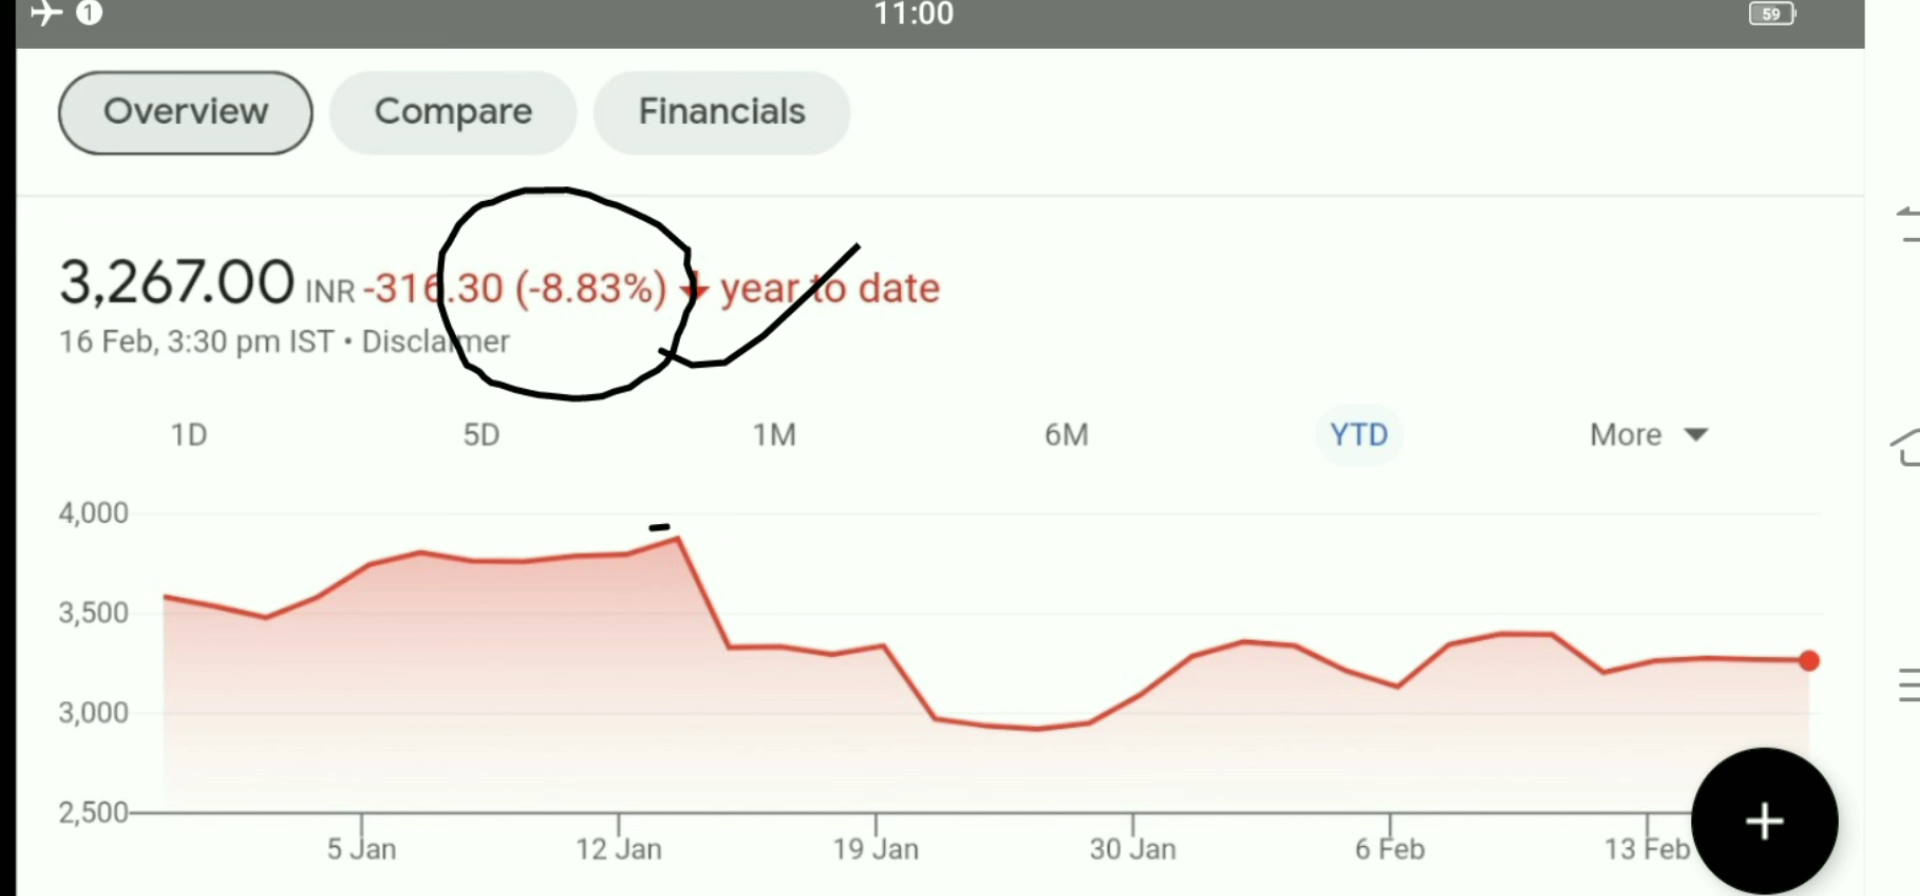 1 11:00 59
Overview Compare Financials
3,267.00 INR -316.30 (-8.83%) ↓ year to date
16 Feb, 3:30 pm IST • Disclaimer
1D 5D 1M 6M YTD More
4,000
3,500
3,000
2,500
5 Jan 12 Jan 19 Jan 30 Jan 6 Feb 13 Feb